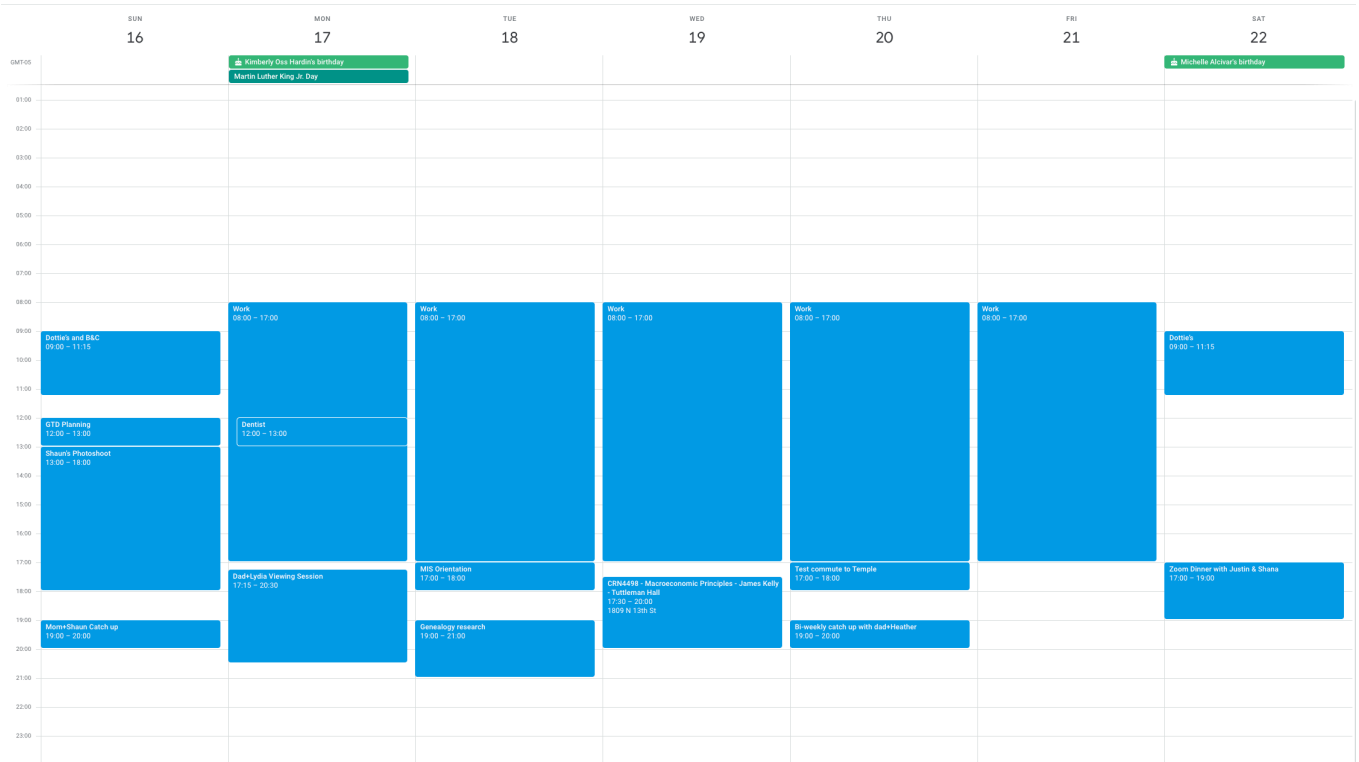 SUN
16
MON
17
TUE
18
WED
19
THU
20
FRI
21
SAT
22
GMT-05
Kimberly Oss Hardin's birthday
Martin Luther King Jr. Day
Michelle Alcivar's birthday
01:00
02:00
03:00
04:00
05:00
06:00
07:00
08:00
09:00
10:00
11:00
12:00
13:00
14:00
15:00
16:00
17:00
18:00
19:00
20:00
21:00
22:00
23:00
Dottie's and B&C
09:00 – 11:15
GTD Planning
12:00 – 13:00
Shaun's Photoshoot
13:00 – 18:00
Mom+Shaun Catch up
19:00 – 20:00
Work
08:00 – 17:00
Dentist
12:00 – 13:00
Dad+Lydia Viewing Session
17:15 – 20:30
Work
08:00 – 17:00
MIS Orientation
17:00 – 18:00
Genealogy research
19:00 – 21:00
Work
08:00 – 17:00
CRN4498 - Macroeconomic Principles - James Kelly
- Tuttleman Hall
17:30 – 20:00
1809 N 13th St
Work
08:00 – 17:00
Test commute to Temple
17:00 – 18:00
Bi-weekly catch up with dad+Heather
19:00 – 20:00
Work
08:00 – 17:00
Dottie's
09:00 – 11:15
Zoom Dinner with Justin & Shana
17:00 – 19:00